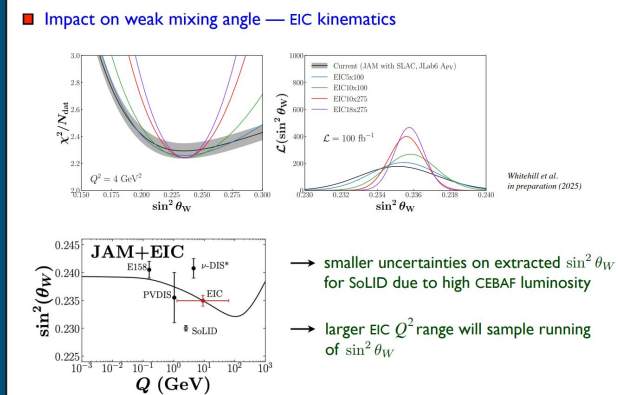 Impact on weak mixing angle — EIC kinematics
3.0
2.8
2.6
2.4
2.2
2.0
χ²/N_dat
Q² = 4 GeV²
0.150 0.175 0.200 0.225 0.250 0.275 0.300
sin² θ_W
1000
800
600
400
200
0
L(sin² θ_W)
Current (JAM with SLAC, JLab6 A_PV)
EIC5x100
EIC10x100
EIC10x275
EIC18x275
L = 100 fb⁻¹
0.230 0.232 0.234 0.236 0.238 0.240
sin² θ_W
Whitehill et al.
in preparation (2025)
0.245
0.240
0.235
0.230
0.225
sin²(θ_W)
JAM+EIC
E158
ν-DIS*
PVDIS
EIC
SoLID
10⁻³ 10⁻² 10⁻¹ 10⁰ 10¹ 10² 10³
Q (GeV)
→ smaller uncertainties on extracted sin² θ_W
for SoLID due to high CEBAF luminosity
→ larger EIC Q² range will sample running
of sin² θ_W